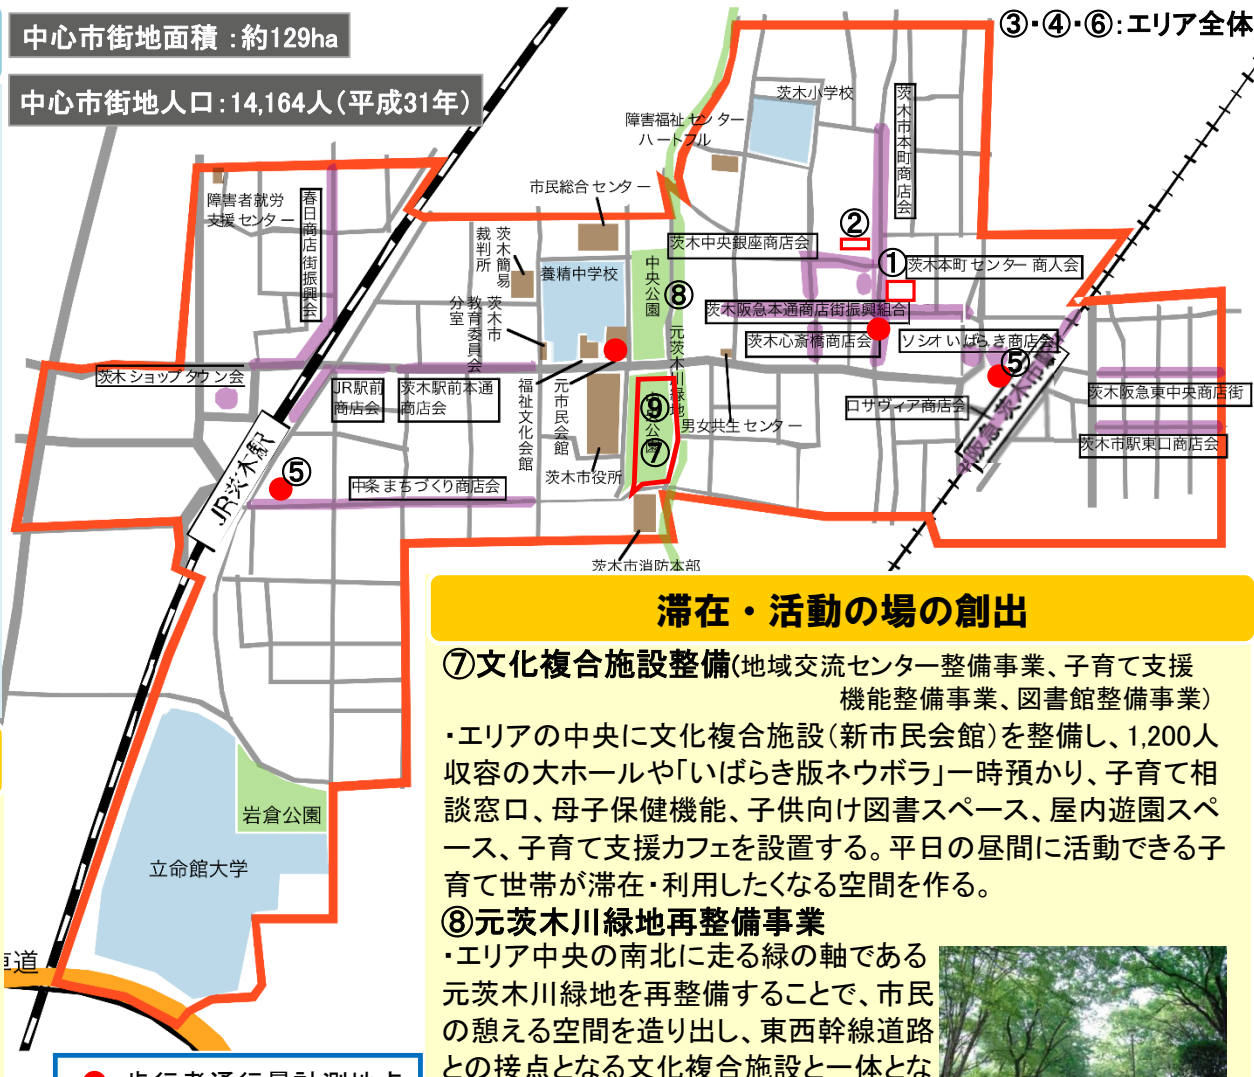 中心市街地面積：約129ha
中心市街地人口：14,164人（平成31年）
③・④・⑥：エリア全体
茨木小学校
茨木市本町商店会
障害福祉センター
ハートフル
市民総合センター
障害者就労
支援センター
春日商店街振興会
茨木簡易
裁判所
養精中学校
中央公園
⑧
元茨木川緑地
茨木中央銀座商店会
②
①
茨木本町センター商人会
茨木阪急本通商店街振興組合
茨木心斎橋商店会
ソシオいばらき商店会
⑤
阪急 茨木市駅
茨木市
教育委員会
分室
茨木ショップタウン会
JR駅前
商店会
茨木駅前本通
商店会
福祉文化会館
元市民会館
⑨
⑦
男女共生センター
ロサヴィア商店会
茨木阪急東中央商店街
茨木市駅東口商店会
茨木市役所
JR茨木駅
⑤
中条まちづくり商店会
茨木市消防本部
岩倉公園
立命館大学
道
滞在・活動の場の創出
⑦文化複合施設整備(地域交流センター整備事業、子育て支援
機能整備事業、図書館整備事業）
・エリアの中央に文化複合施設（新市民会館）を整備し、1,200人
収容の大ホールや「いばらき版ネウボラ」一時預かり、子育て相
談窓口、母子保健機能、子供向け図書スペース、屋内遊園スペ
ース、子育て支援カフェを設置する。平日の昼間に活動できる子
育て世帯が滞在・利用したくなる空間を作る。
⑧元茨木川緑地再整備事業
・エリア中央の南北に走る緑の軸である
元茨木川緑地を再整備することで、市民
の憩える空間を造り出し、東西幹線道路
との接点となる文化複合施設と一体とな
歩行者通行量計測地点